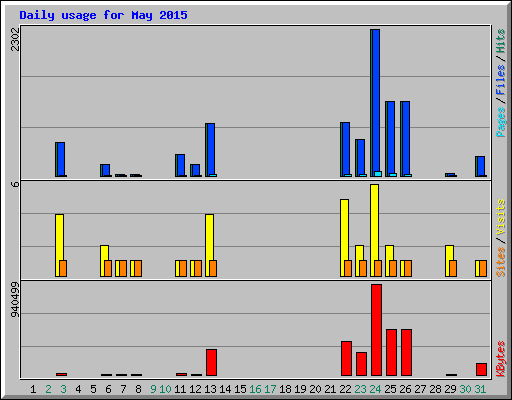 Daily usage for May 2015
2302
Pages / Files / Hits
6
Sites / Visits
940499
KBytes
1 2 3 4 5 6 7 8 9 10 11 12 13 14 15 16 17 18 19 20 21 22 23 24 25 26 27 28 29 30 31